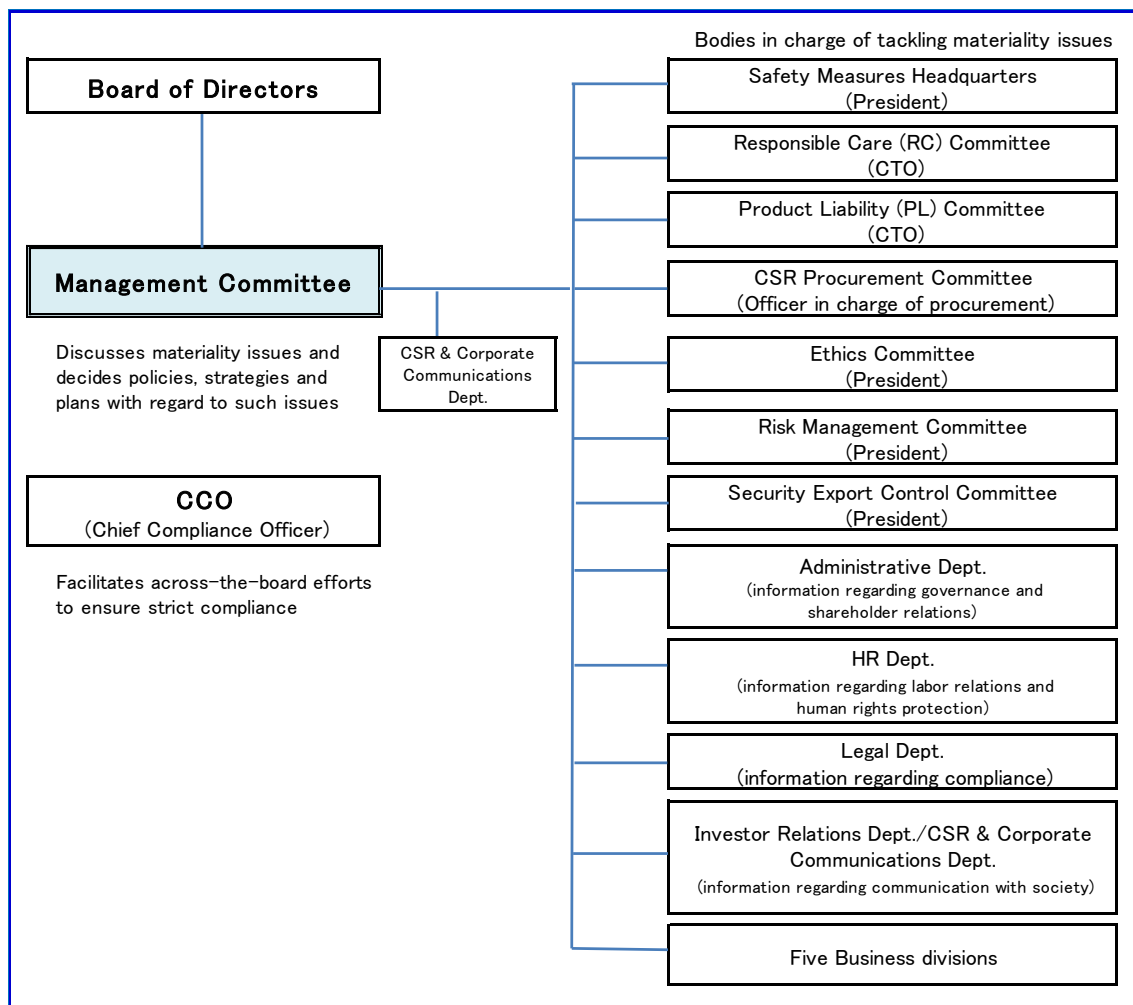 Bodies in charge of tackling materiality issues
Board of Directors
Management Committee
Discusses materiality issues and
decides policies, strategies and
plans with regard to such issues
CSR & Corporate
Communications
Dept.
CCO
(Chief Compliance Officer)
Facilitates across-the-board efforts
to ensure strict compliance
Safety Measures Headquarters
(President)
Responsible Care (RC) Committee
(CTO)
Product Liability (PL) Committee
(CTO)
CSR Procurement Committee
(Officer in charge of procurement)
Ethics Committee
(President)
Risk Management Committee
(President)
Security Export Control Committee
(President)
Administrative Dept.
(information regarding governance and
shareholder relations)
HR Dept.
(information regarding labor relations and
human rights protection)
Legal Dept.
(information regarding compliance)
Investor Relations Dept./CSR & Corporate
Communications Dept.
(information regarding communication with society)
Five Business divisions